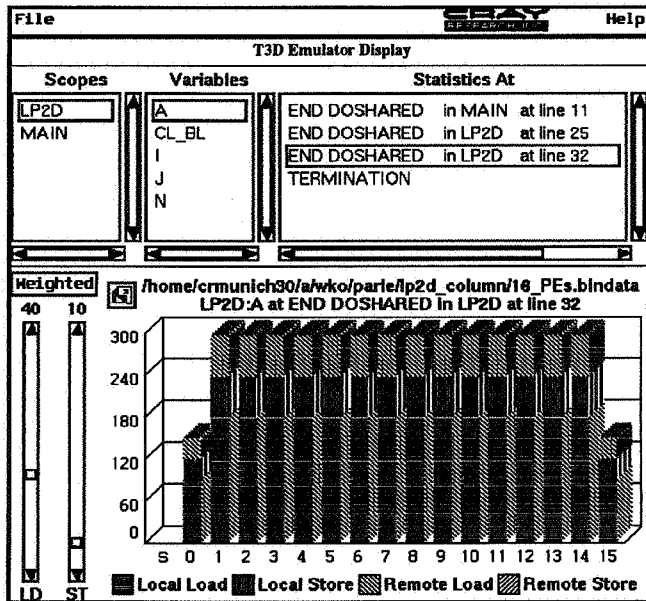 File
CRAY
RESEARCH, INC.
Help
T3D Emulator Display
Scopes
Variables
Statistics At
LP2D
MAIN
A
CL_BL
I
J
N
END DOSHARED in MAIN at line 11
END DOSHARED in LP2D at line 25
END DOSHARED in LP2D at line 32
TERMINATION
Weighted
40 10
LD ST
/home/crmunich30/a/wko/parle/lp2d_column/16_PEs.bindata
LP2D:A at END DOSHARED in LP2D at line 32
300
240
180
120
60
0
S 0 1 2 3 4 5 6 7 8 9 10 11 12 13 14 15
Local Load Local Store Remote Load Remote Store